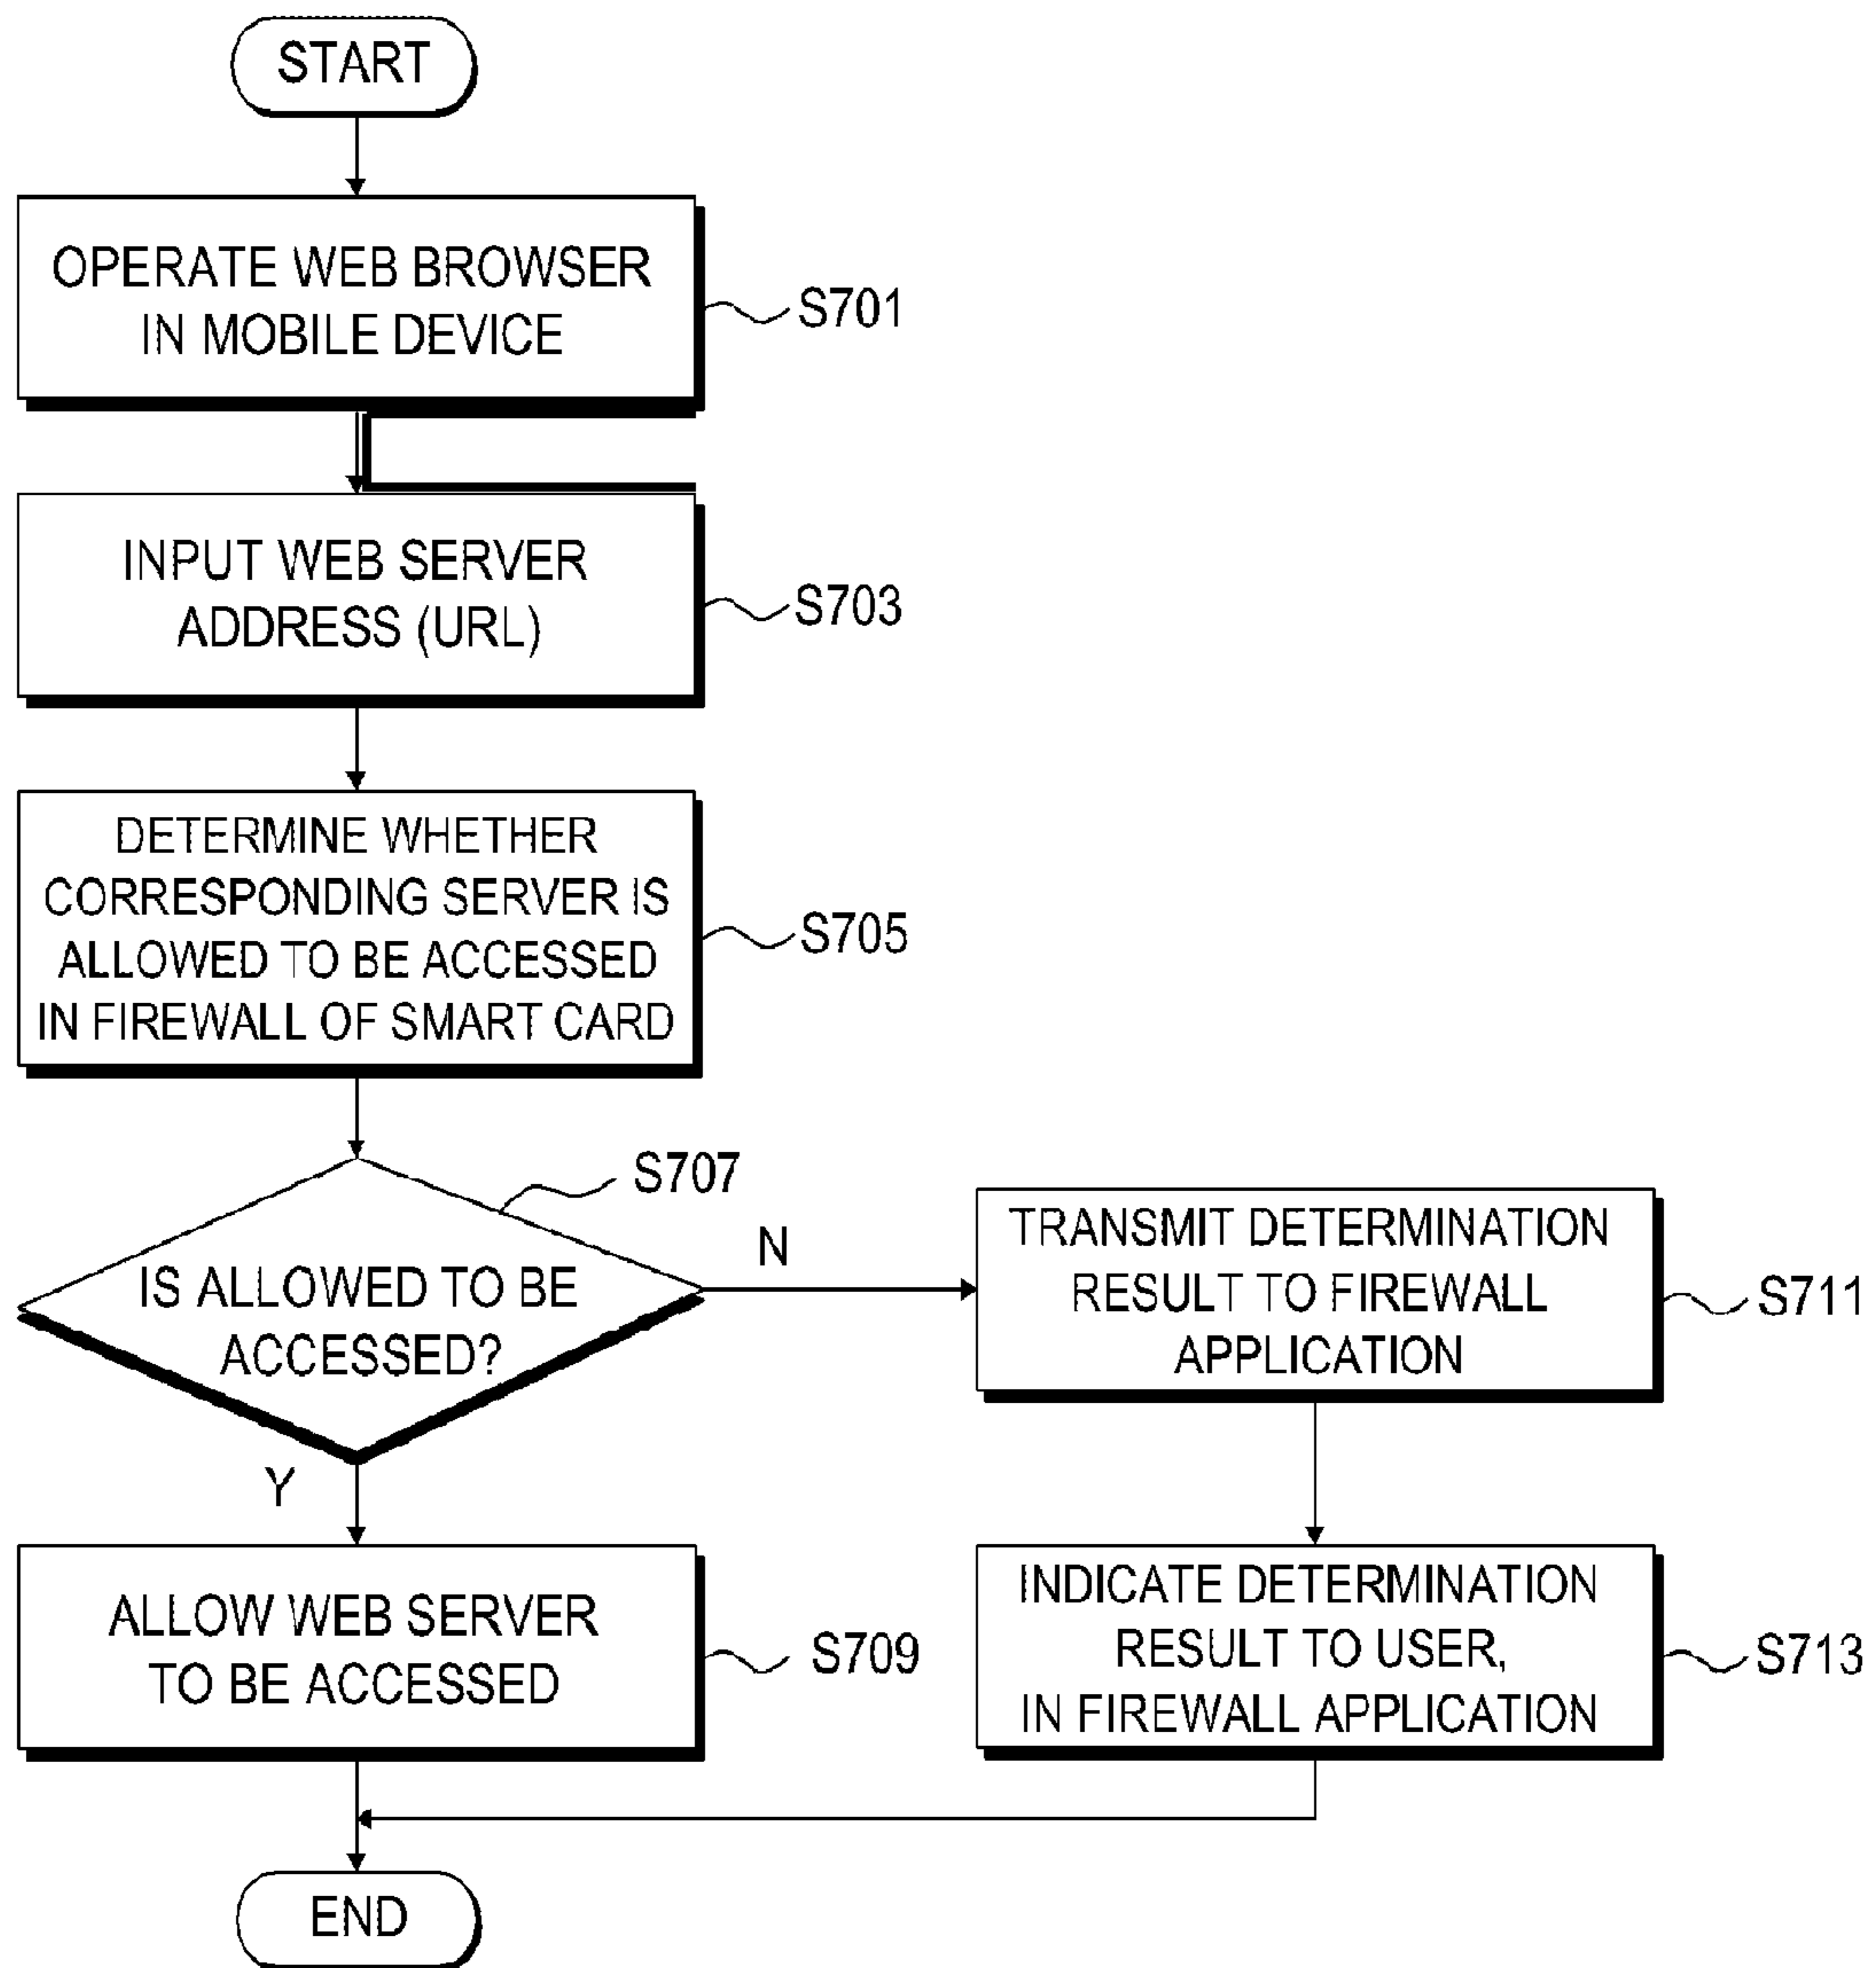 START
OPERATE WEB BROWSER
IN MOBILE DEVICE
S701
INPUT WEB SERVER
ADDRESS (URL)
S703
DETERMINE WHETHER
CORRESPONDING SERVER IS
ALLOWED TO BE ACCESSED
IN FIREWALL OF SMART CARD
S705
S707
IS ALLOWED TO BE
ACCESSED?
N
Y
TRANSMIT DETERMINATION
RESULT TO FIREWALL
APPLICATION
S711
ALLOW WEB SERVER
TO BE ACCESSED
S709
INDICATE DETERMINATION
RESULT TO USER,
IN FIREWALL APPLICATION
S713
END